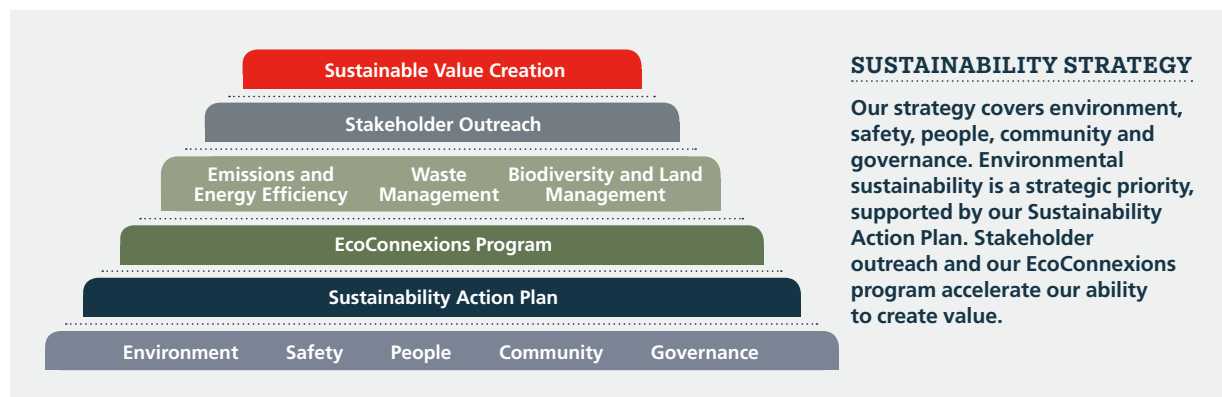 Sustainable Value Creation
Stakeholder Outreach
Emissions and
Energy Efficiency
Waste
Management
Biodiversity and Land
Management
EcoConnexions Program
Sustainability Action Plan
Environment Safety People Community Governance
SUSTAINABILITY STRATEGY
Our strategy covers environment,
safety, people, community and
governance. Environmental
sustainability is a strategic priority,
supported by our Sustainability
Action Plan. Stakeholder
outreach and our EcoConnexions
program accelerate our ability
to create value.